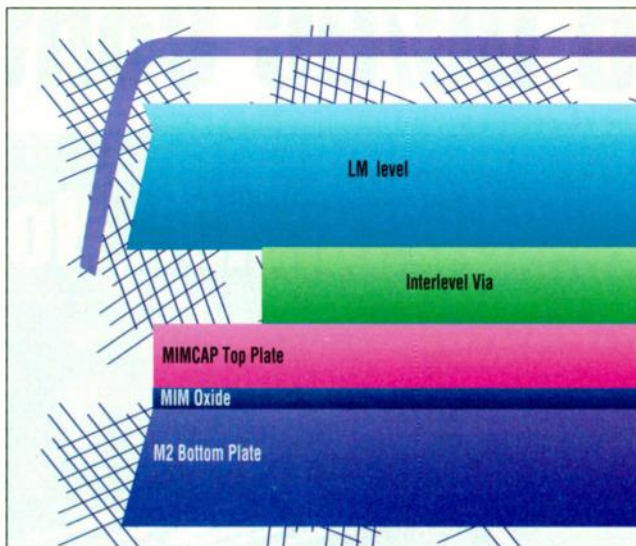 LM level
Interlevel Via
MIMCAP Top Plate
MIM Oxide
M2 Bottom Plate